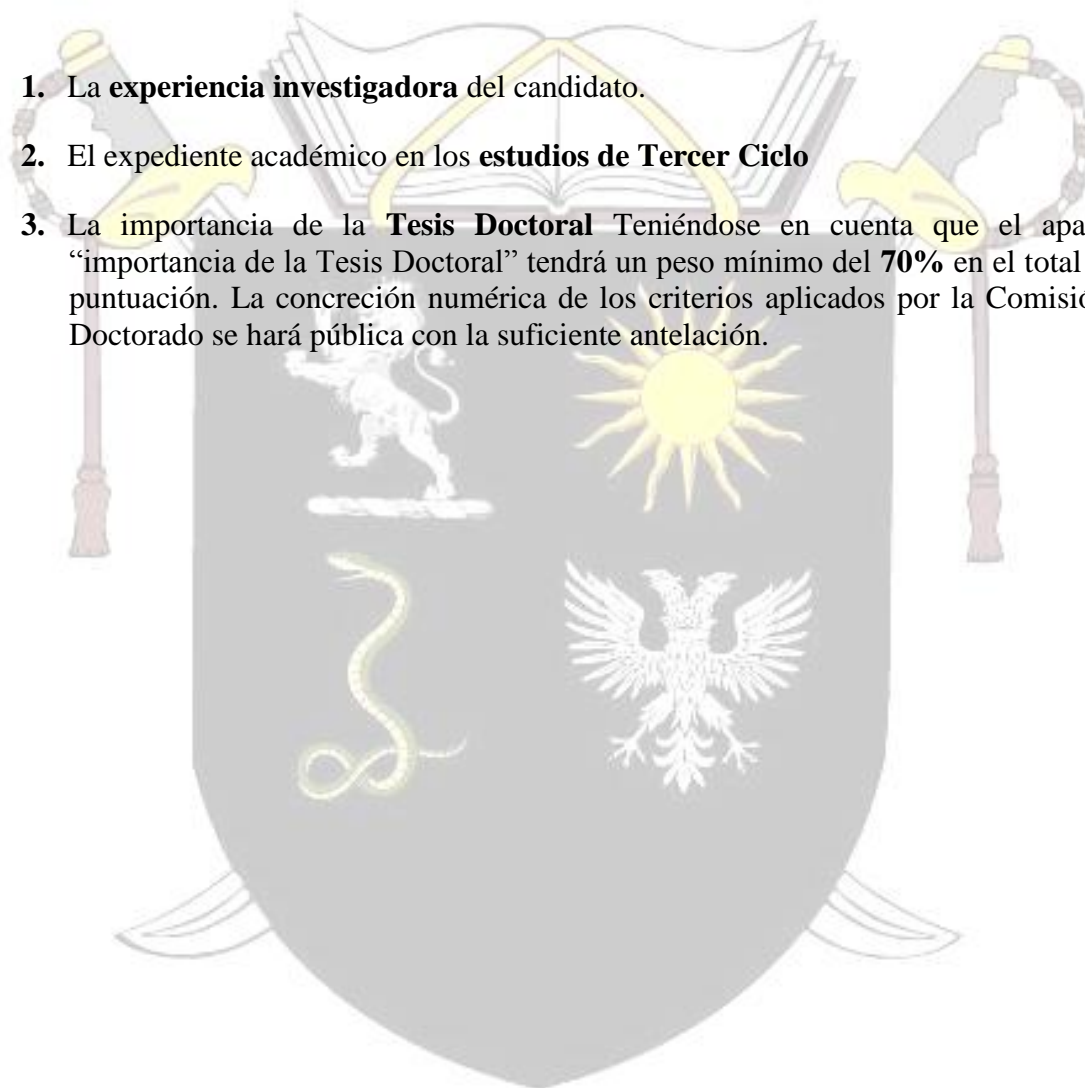 1. La experiencia investigadora del candidato.
2. El expediente académico en los estudios de Tercer Ciclo
3. La importancia de la Tesis Doctoral Teniéndose en cuenta que el apa
“importancia de la Tesis Doctoral” tendrá un peso mínimo del 70% en el total
puntuación. La concreción numérica de los criterios aplicados por la Comisió
Doctorado se hará pública con la suficiente antelación.